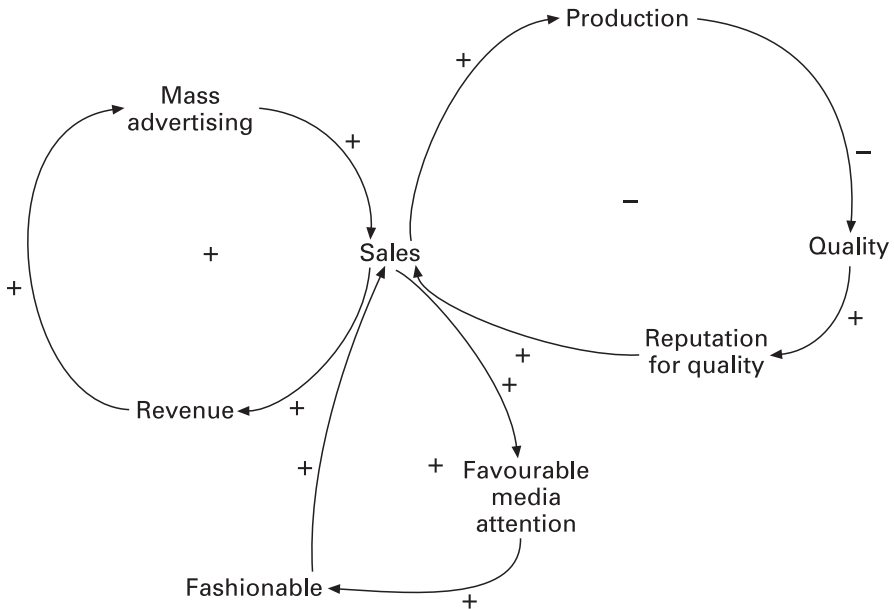 Production
+
Mass
advertising
+
−
−
+
Sales
Quality
+
+
Reputation
for quality
+
+
Revenue
+
+
+
Favourable
media
attention
Fashionable
+